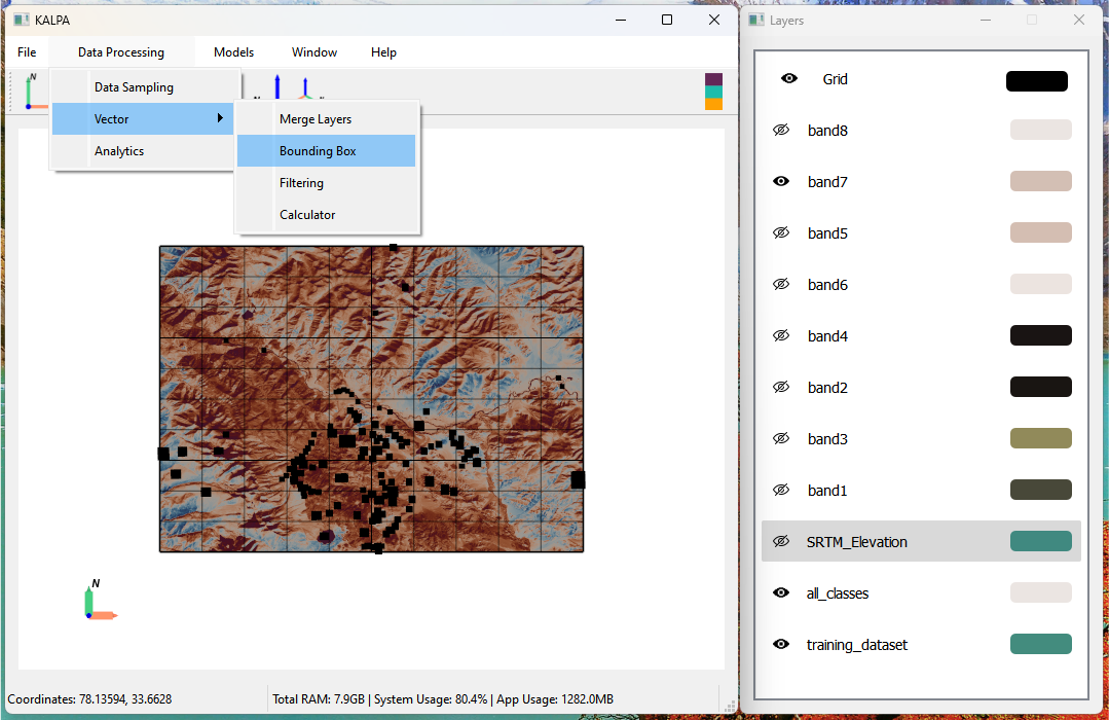 KALPA
File Data Processing Models Window Help
N
Data Sampling
Vector
Analytics
Merge Layers
Bounding Box
Filtering
Calculator
N
Coordinates: 78.13594, 33.6628
Total RAM: 7.9GB | System Usage: 80.4% | App Usage: 1282.0MB
Layers
Grid
band8
band7
band5
band6
band4
band2
band3
band1
SRTM_Elevation
all_classes
training_dataset